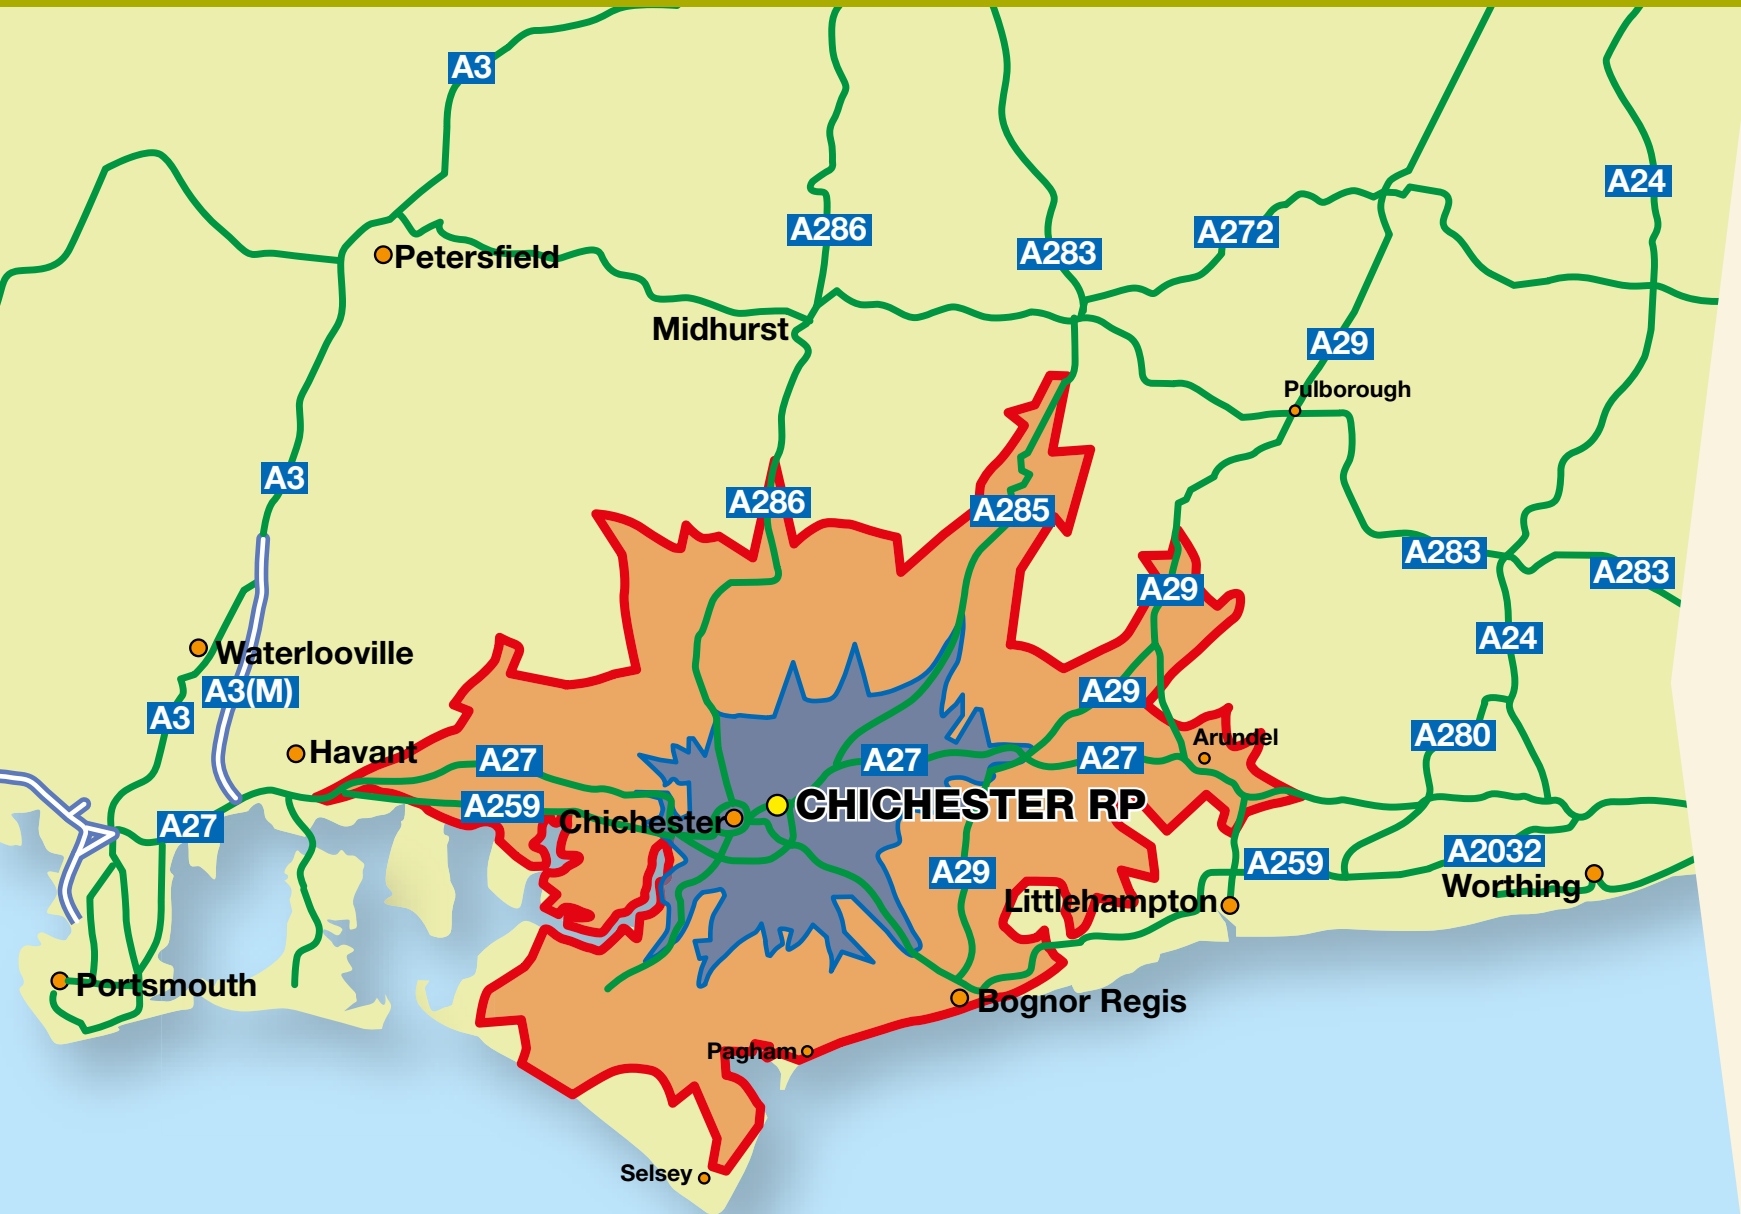 A3
A24
A286
A272
A283
Petersfield
Midhurst
A29
Pulborough
A3
A286
A285
A283
A283
A29
Waterlooville
A24
A3(M)
A29
A3
A280
Arundel
Havant
A27
A27
A27
A259
CHICHESTER RP
Chichester
A27
A2032
A259
A29
Worthing
Littlehampton
Portsmouth
Bognor Regis
Pagham
Selsey